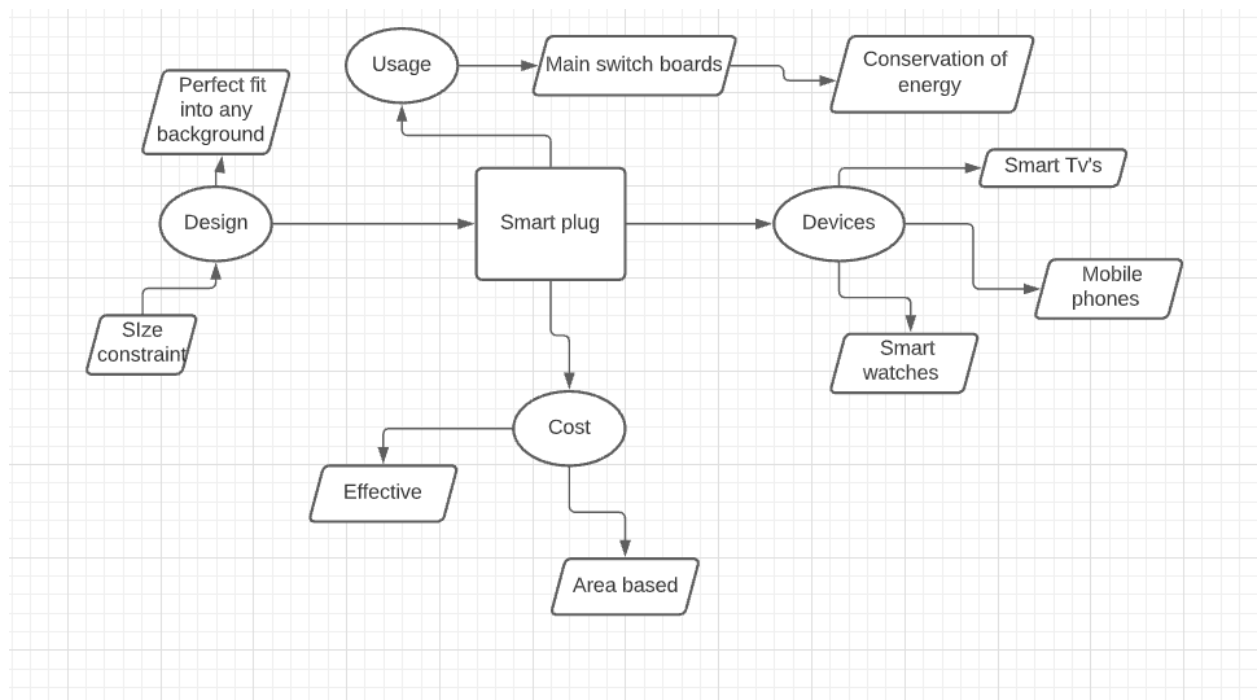 Usage
Main switch boards
Conservation of
energy
Perfect fit
into any
background
Smart Tv's
Design
Smart plug
Devices
Mobile
phones
SIze
constraint
Smart
watches
Cost
Effective
Area based